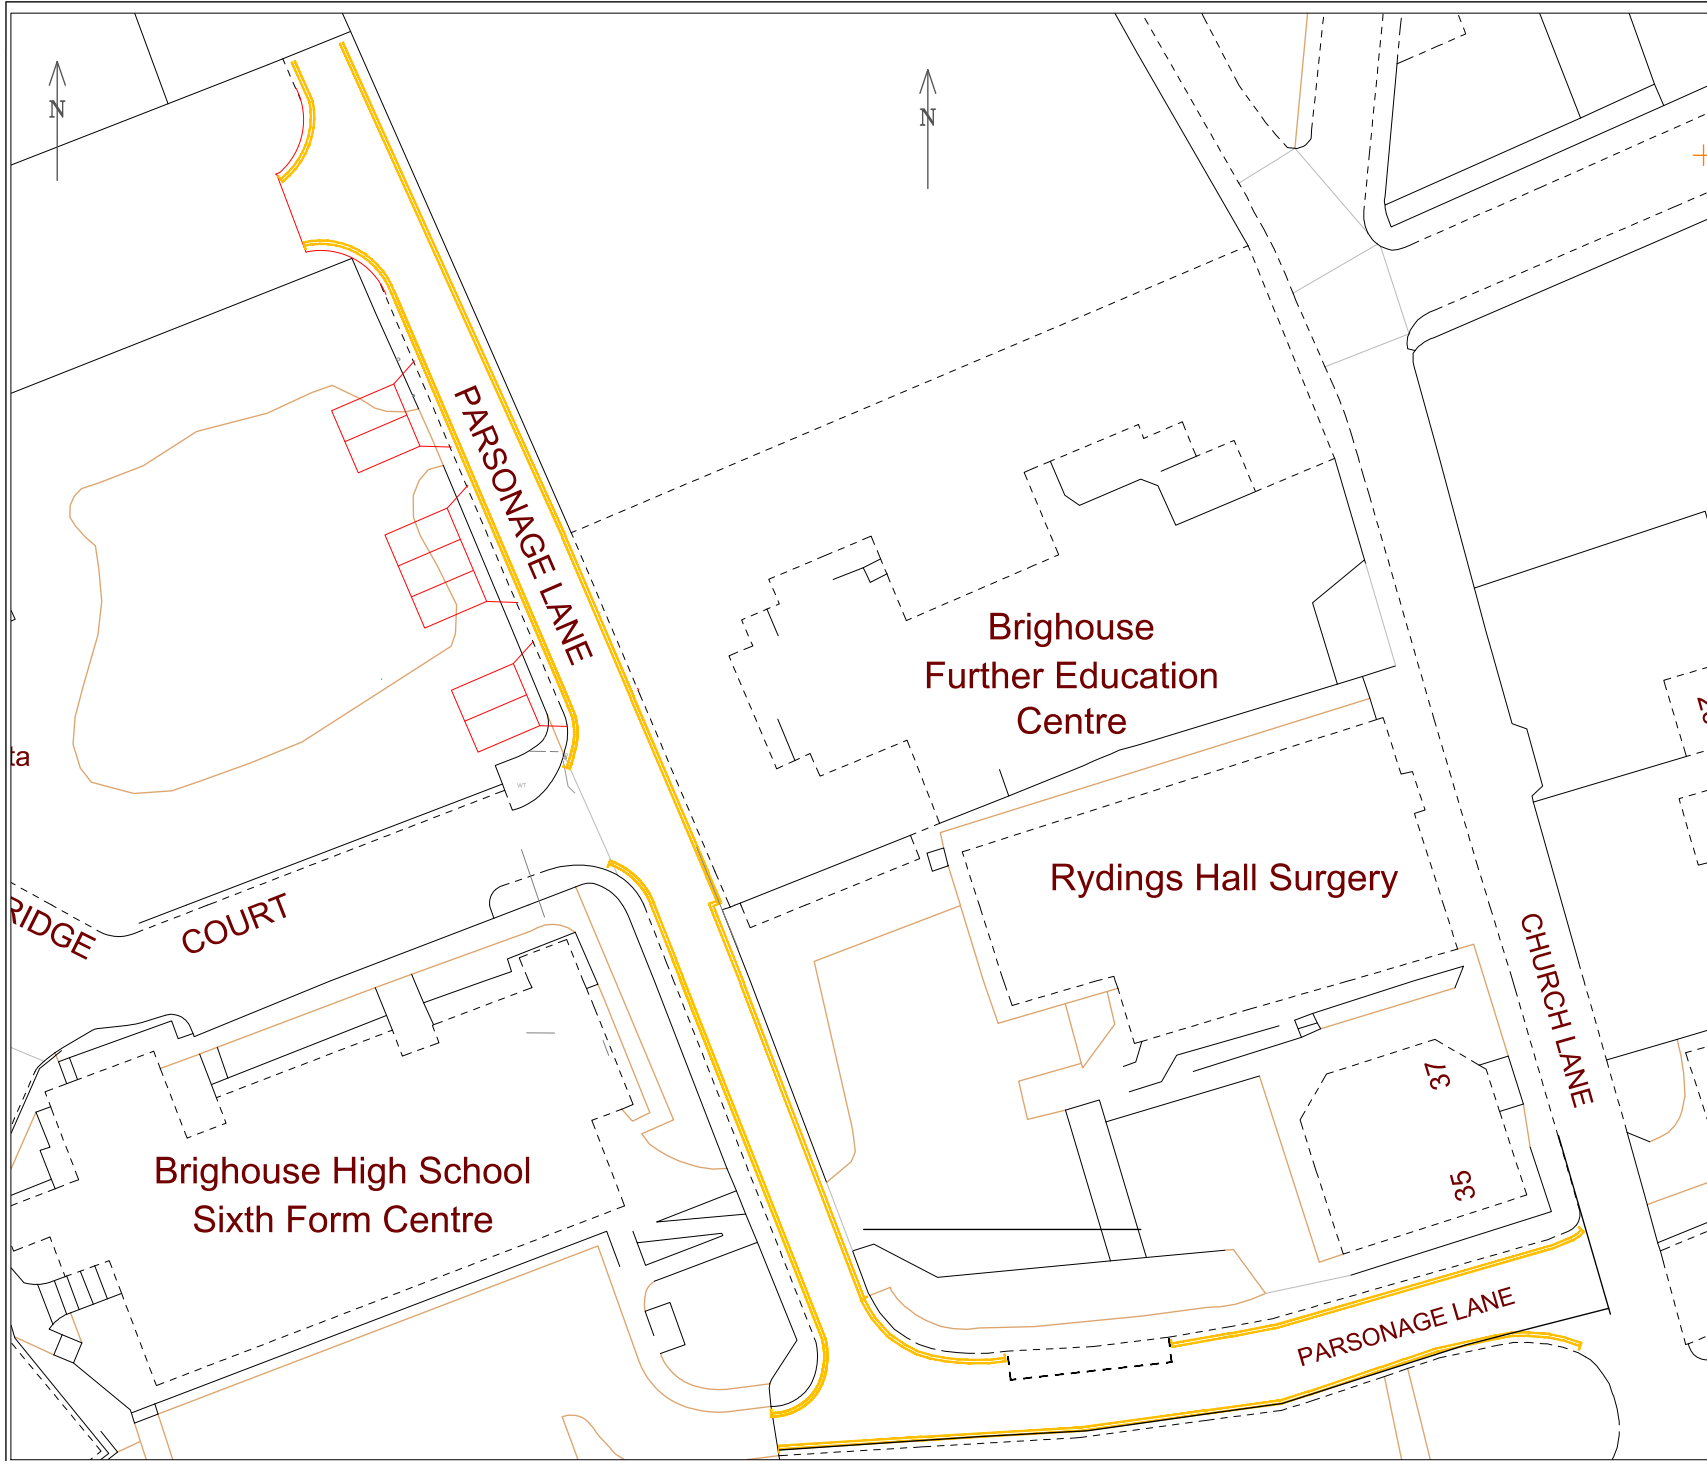 N
N
PARSONAGE LANE
Brighouse
Further Education
Centre
ta
WT
Rydings Hall Surgery
RIDGE
COURT
CHURCH LANE
37
35
Brighouse High School
Sixth Form Centre
PARSONAGE LANE